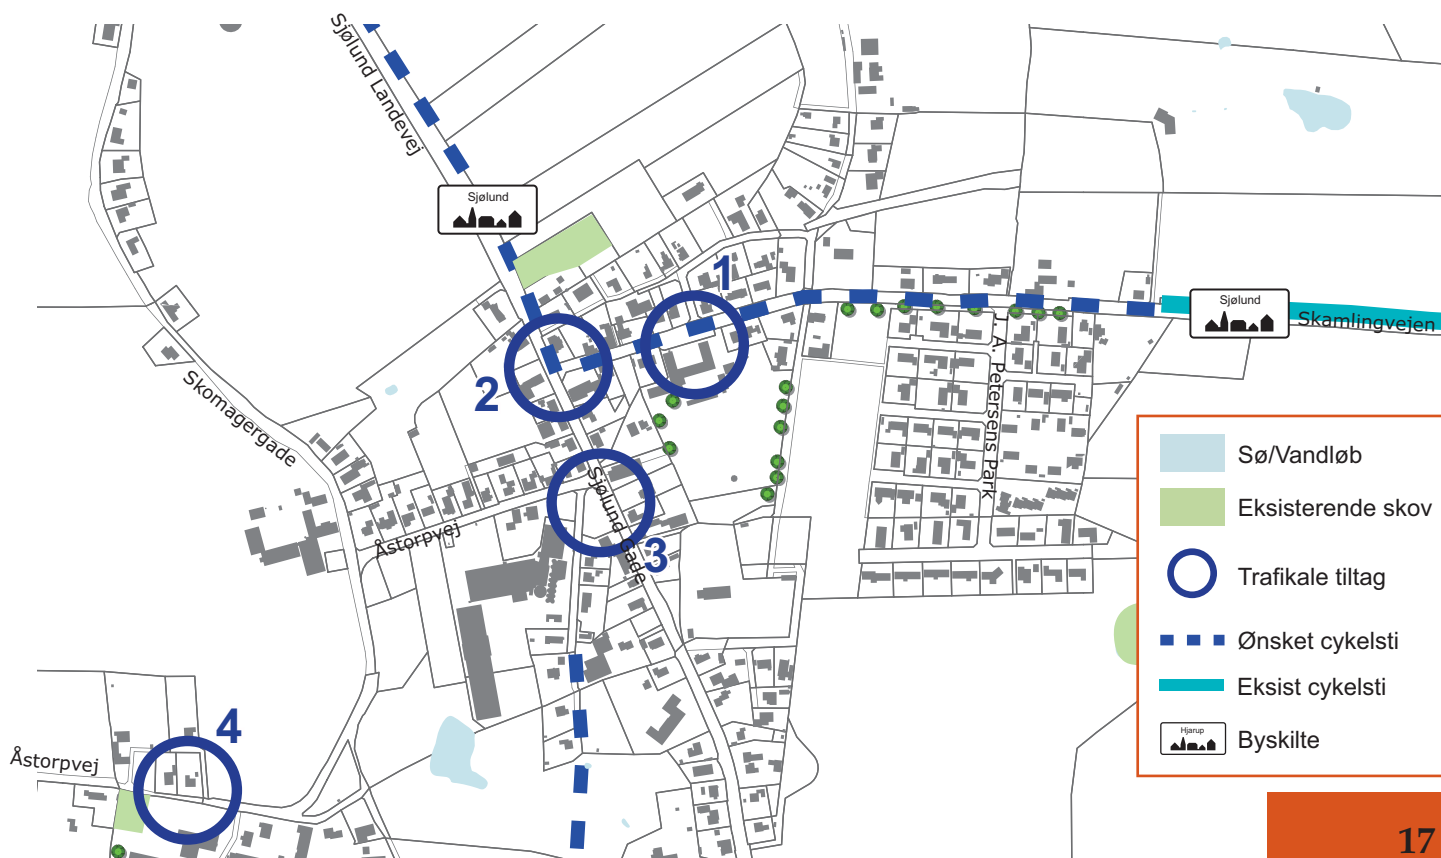 Sjølund Landevej
Sjølund
1
2
Sjølund
Skamlingvejen
J. A. Petersens Park
Skomagergade
Sjølund Gade
Åstorpvej
3
4
Åstorpvej
Sø/Vandløb
Eksisterende skov
Trafikale tiltag
Ønsket cykelsti
Eksist cykelsti
Hjarup
Byskilte
17